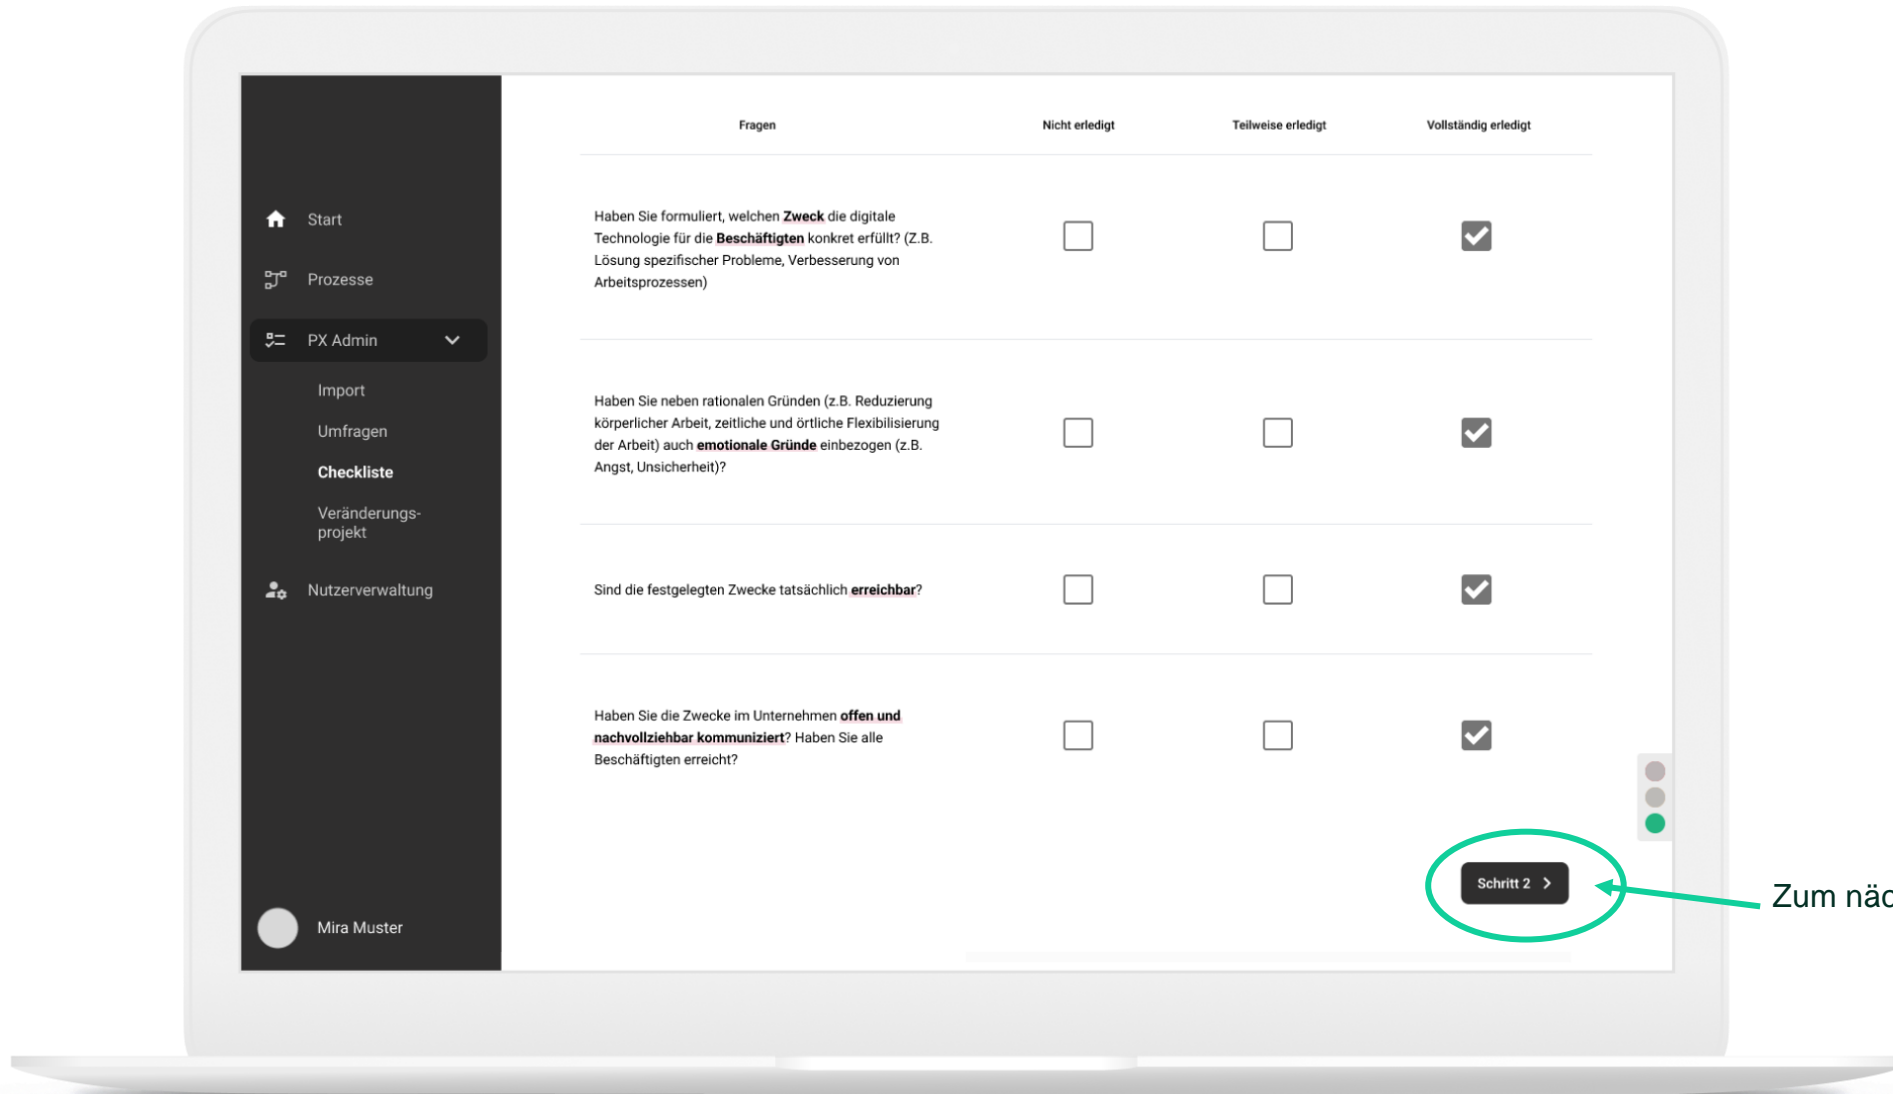 Start
Prozesse
PX Admin
Import
Umfragen
Checkliste
Veränderungs-
projekt
Nutzerverwaltung
Mira Muster
Fragen Nicht erledigt Teilweise erledigt Vollständig erledigt
Haben Sie formuliert, welchen Zweck die digitale
Technologie für die Beschäftigten konkret erfüllt? (Z.B.
Lösung spezifischer Probleme, Verbesserung von
Arbeitsprozessen)
Haben Sie neben rationalen Gründen (z.B. Reduzierung
körperlicher Arbeit, zeitliche und örtliche Flexibilisierung
der Arbeit) auch emotionale Gründe einbezogen (z.B.
Angst, Unsicherheit)?
Sind die festgelegten Zwecke tatsächlich erreichbar?
Haben Sie die Zwecke im Unternehmen offen und
nachvollziehbar kommuniziert? Haben Sie alle
Beschäftigten erreicht?
Schritt 2
Zum